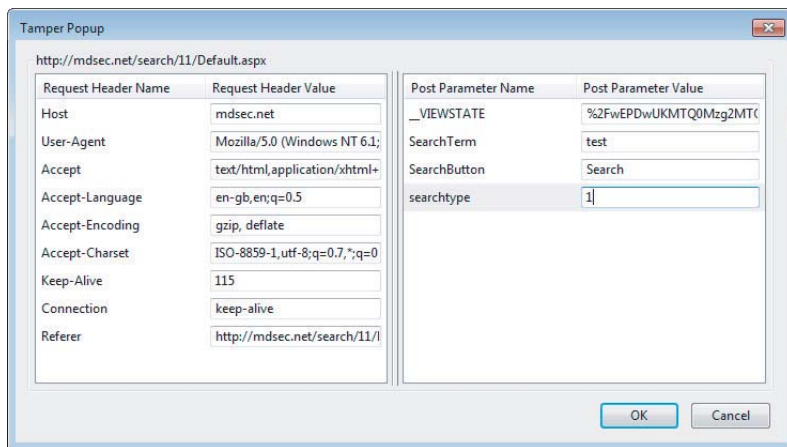 Tamper Popup
http://mdsec.net/search/11/Default.aspx
Request Header Name Request Header Value Post Parameter Name Post Parameter Value
Host mdsec.net __VIEWSTATE %2FwEPDwUKMTQ0Mzg2MT(
User-Agent Mozilla/5.0 (Windows NT 6.1; SearchTerm test
Accept text/html,application/xhtml+ SearchButton Search
Accept-Language en-gb,en;q=0.5 searchtype 1
Accept-Encoding gzip, deflate
Accept-Charset ISO-8859-1,utf-8;q=0.7,*;q=0
Keep-Alive 115
Connection keep-alive
Referer http://mdsec.net/search/11/
OK Cancel